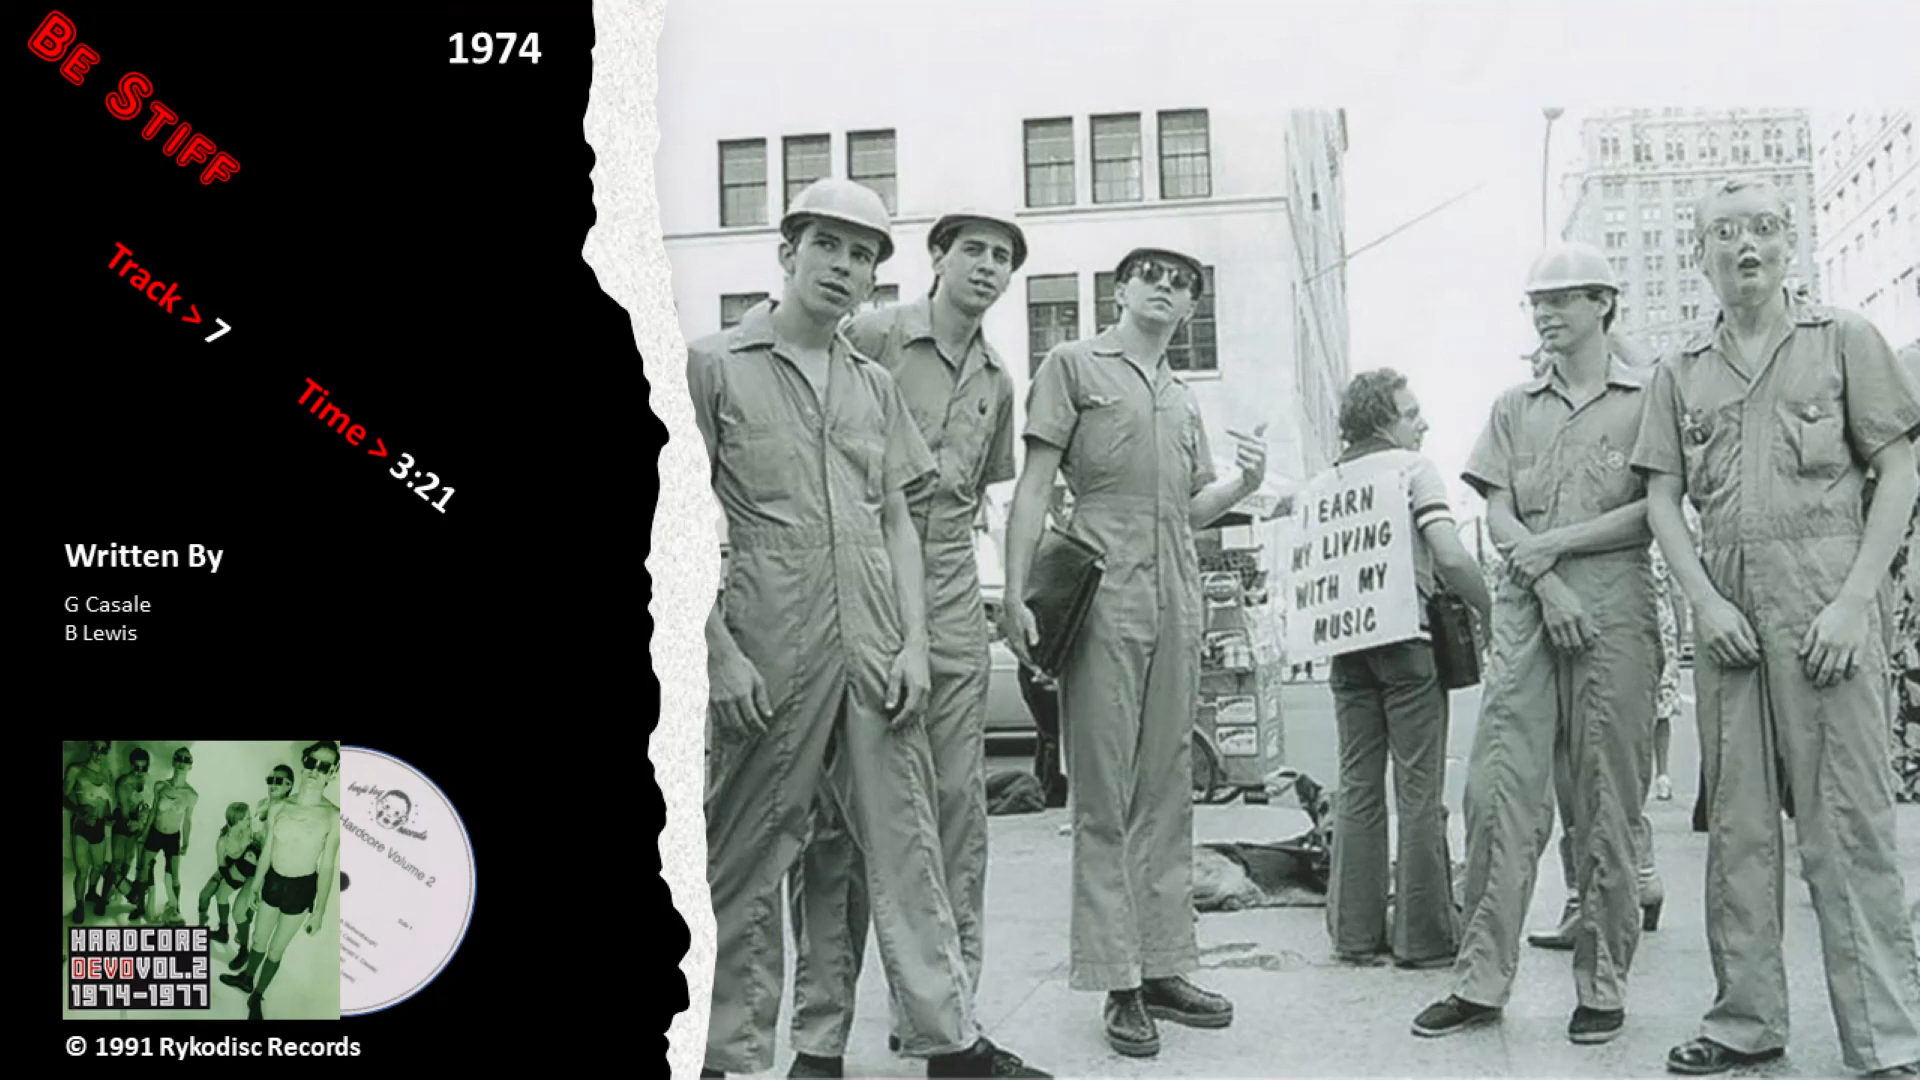 Be Stiff
1974
Track > 7
Time > 3:21
Written By
G Casale
B Lewis
I EARN
MY LIVING
WITH MY
MUSIC
HARDCORE
DEVO VOL.2
1974-1977
Hardcore Volume 2
© 1991 Rykodisc Records